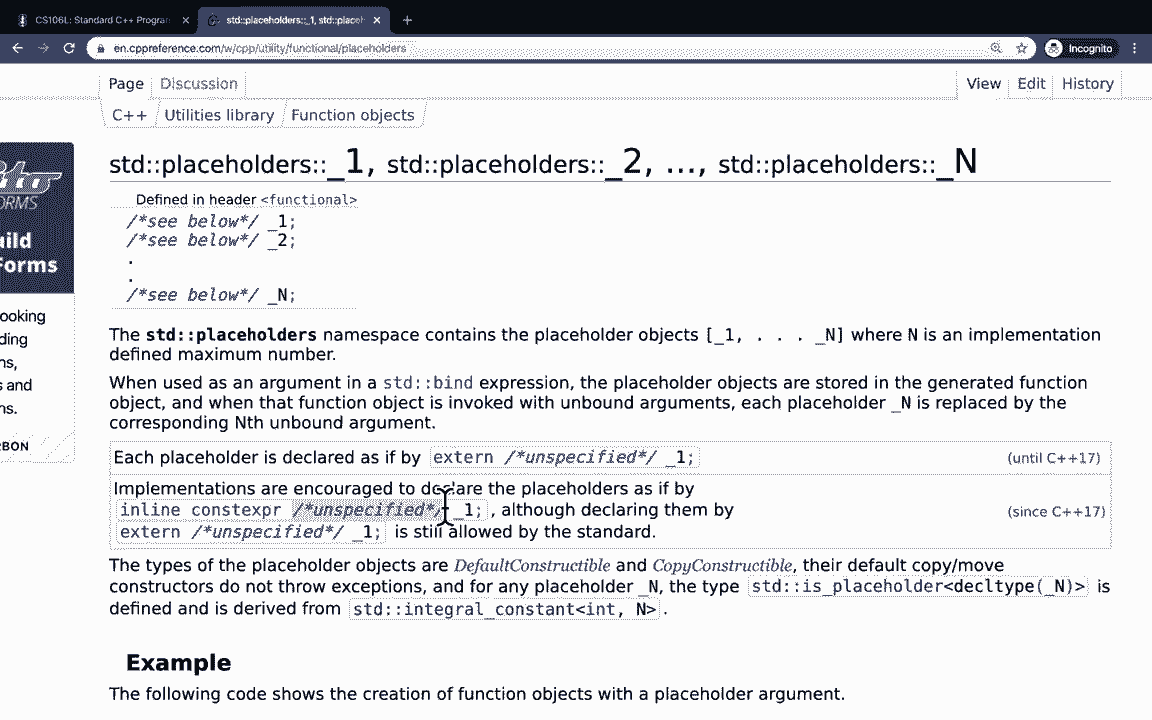 CS106L: Standard C++ Progran
std::placeholders::_1, std::placeh
en.cppreference.com/w/cpp/utility/functional/placeholders
Incognito
Page Discussion View Edit History
C++ Utilities library Function objects
std::placeholders::_1, std::placeholders::_2, ..., std::placeholders::_N
Defined in header <functional>
/*see below*/ _1;
/*see below*/ _2;
.
.
/*see below*/ _N;
ORMS
uild
Forms
The std::placeholders namespace contains the placeholder objects [_1, . . . _N] where N is an implementation
defined maximum number.
When used as an argument in a std::bind expression, the placeholder objects are stored in the generated function
object, and when that function object is invoked with unbound arguments, each placeholder _N is replaced by the
corresponding Nth unbound argument.
ooking
ding
ns,
s and
ns.
RBON
Each placeholder is declared as if by extern /*unspecified*/ _1; (until C++17)
Implementations are encouraged to declare the placeholders as if by
inline constexpr /*unspecified*/ _1; , although declaring them by (since C++17)
extern /*unspecified*/ _1; is still allowed by the standard.
The types of the placeholder objects are DefaultConstructible and CopyConstructible, their default copy/move
constructors do not throw exceptions, and for any placeholder _N, the type std::is_placeholder<decltype(_N)> is
defined and is derived from std::integral_constant<int, N> .
Example
The following code shows the creation of function objects with a placeholder argument.